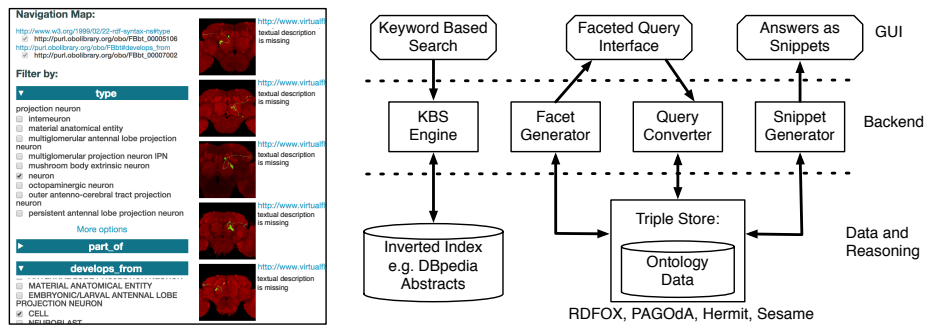 Navigation Map:
http://www.w3.org/1999/02/22-rdf-syntax-ns#type
http://purl.obolibrary.org/obo/FBbt_00005106
http://purl.obolibrary.org/obo/FBbt#develops_from
http://purl.obolibrary.org/obo/FBbt_00007002
Filter by:
type
projection neuron
interneuron
material anatomical entity
multiglomerular antennal lobe projection
neuron
multiglomerular projection neuron IPN
mushroom body extrinsic neuron
neuron
octopaminergic neuron
outer antenno-cerebral tract projection
neuron
persistent antennal lobe projection neuron
More options
part_of
develops_from
MATERIAL ANATOMICAL ENTITY
EMBRYONIC/LARVAL ANTENNAL LOBE
PROJECTION NEURON
CELL
NEUROBLAST
http://www.virtualfl
textual description
is missing
http://www.virtualfl
textual description
is missing
http://www.virtualfl
textual description
is missing
http://www.virtualfl
textual description
is missing
http://www.virtualfl
textual description
is missing
Keyword Based
Search
Faceted Query
Interface
Answers as
Snippets
GUI
KBS
Engine
Facet
Generator
Query
Converter
Snippet
Generator
Backend
Inverted Index
e.g. DBpedia
Abstracts
Triple Store:
Ontology
Data
Data and
Reasoning
RDFOX, PAGOdA, Hermit, Sesame